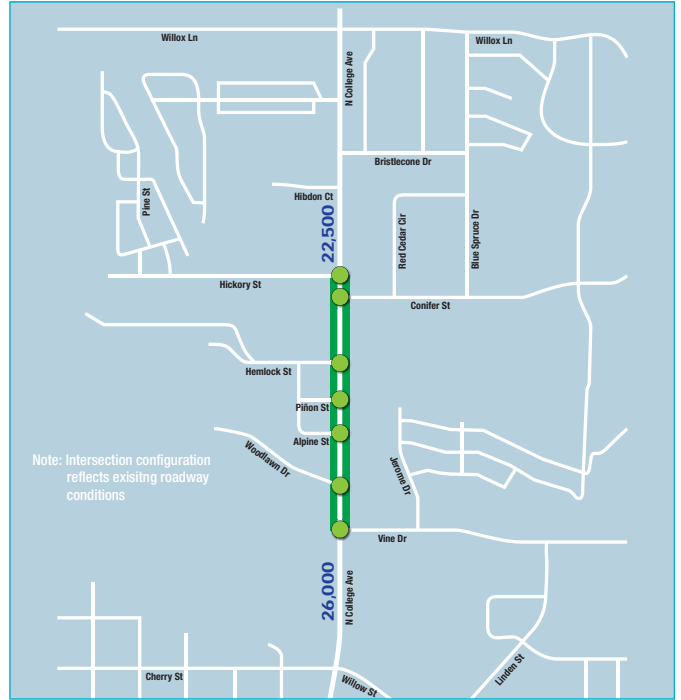 Willox Ln
Willox Ln
N College Ave
Bristlecone Dr
Pine St
Hibdon Ct
22,500
Red Cedar Cir
Blue Spruce Dr
Hickory St
Conifer St
Hemlock St
Piñon St
Alpine St
Woodlawn Dr
Note: Intersection configuration
reflects exisitng roadway
conditions
Jerome Dr
Vine Dr
26,000
N College Ave
Cherry St
Willow St
Linden St